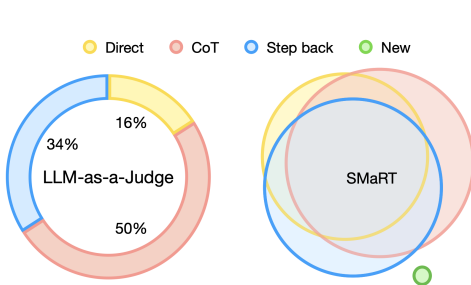 Direct CoT Step back New
16%
34%
LLM-as-a-Judge
SMaRT
50%